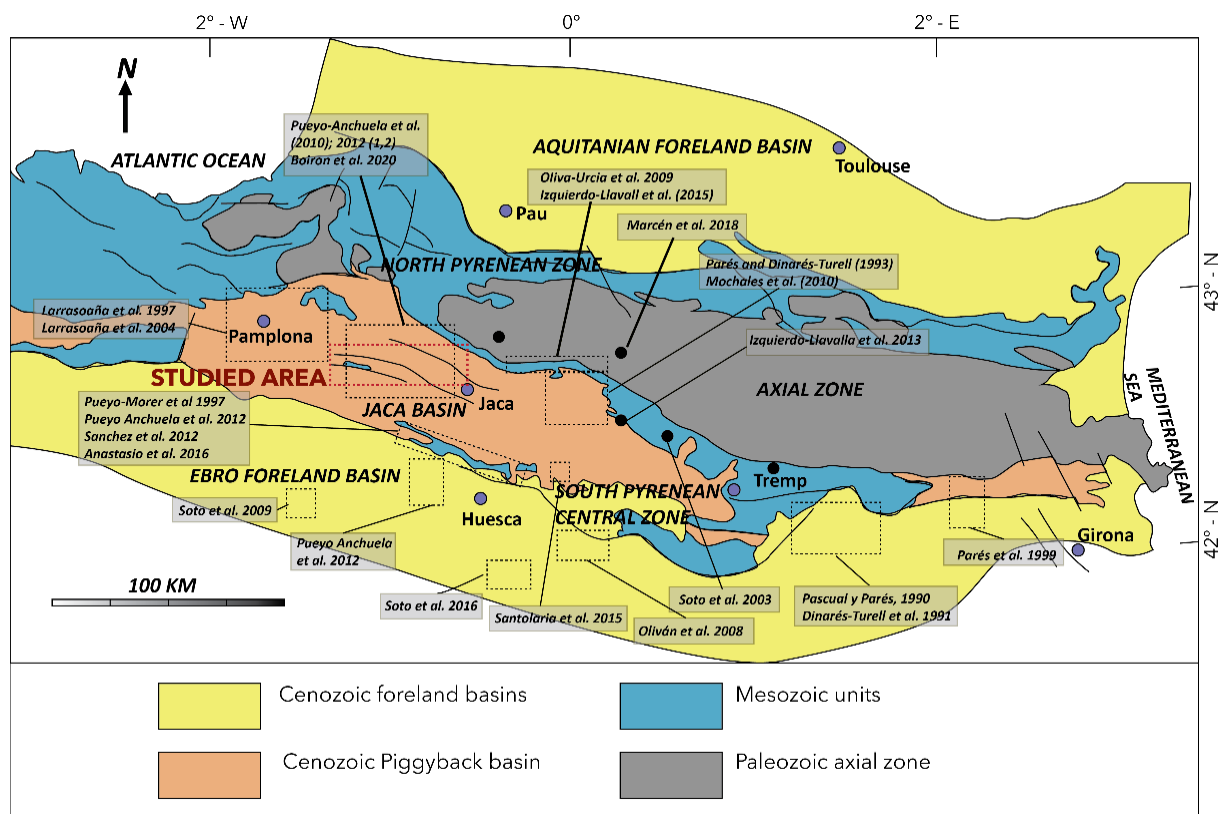 2° - W
0°
2° - E
N
ATLANTIC OCEAN
Pueyo-Anchuela et al.
(2010); 2012 (1,2)
Boiron et al. 2020
AQUITANIAN FORELAND BASIN
Toulouse
Oliva-Urcia et al. 2009
Izquierdo-Llavall et al. (2015)
Pau
Marcén et al. 2018
NORTH PYRENEAN ZONE
Parés and Dinarés-Turell (1993)
Mochales et al. (2010)
43° - N
Larrasoaña et al. 1997
Larrasoaña et al. 2004
Pamplona
Izquierdo-Llavalla et al. 2013
STUDIED AREA
AXIAL ZONE
MEDITERRANEAN
SEA
Jaca
JACA BASIN
Pueyo-Morer et al 1997
Pueyo Anchuela et al. 2012
Sanchez et al. 2012
Anastasio et al. 2016
EBRO FORELAND BASIN
Tremp
SOUTH PYRENEAN
CENTRAL ZONE
Soto et al. 2009
Huesca
Girona
42° - N
Pueyo Anchuela
et al. 2012
Parés et al. 1999
100 KM
Soto et al. 2016
Santolaria et al. 2015
Oliván et al. 2008
Soto et al. 2003
Pascual y Parés, 1990
Dinarés-Turell et al. 1991
Cenozoic foreland basins
Mesozoic units
Cenozoic Piggyback basin
Paleozoic axial zone